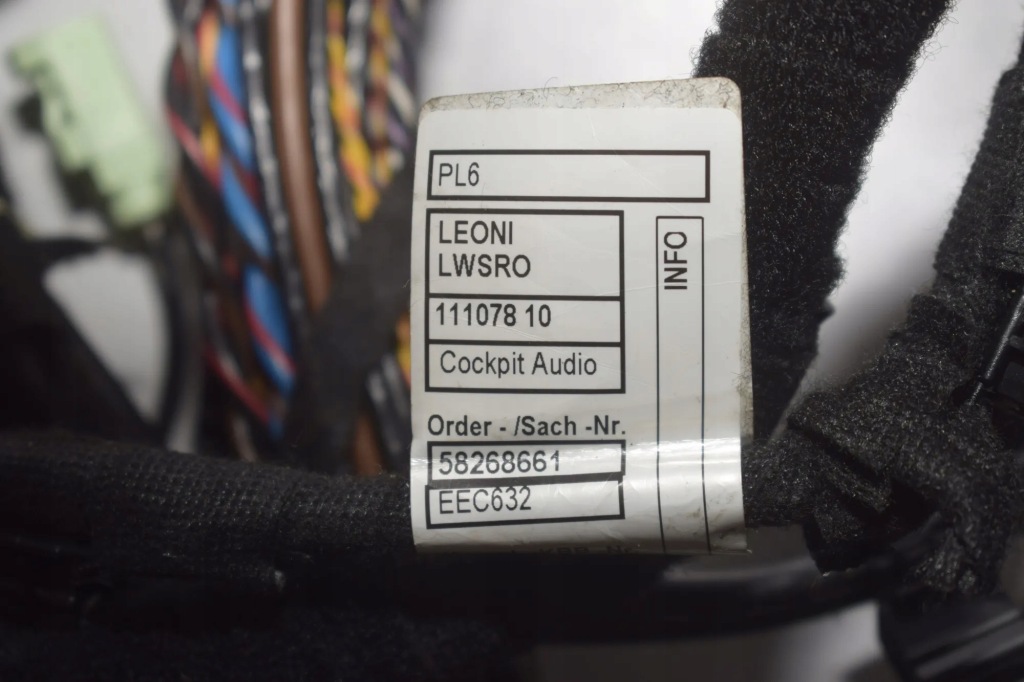 PL6
LEONI
LWSRO
111078 10
Cockpit Audio
INFO
Order - /Sach -Nr.
58268661
EEC632